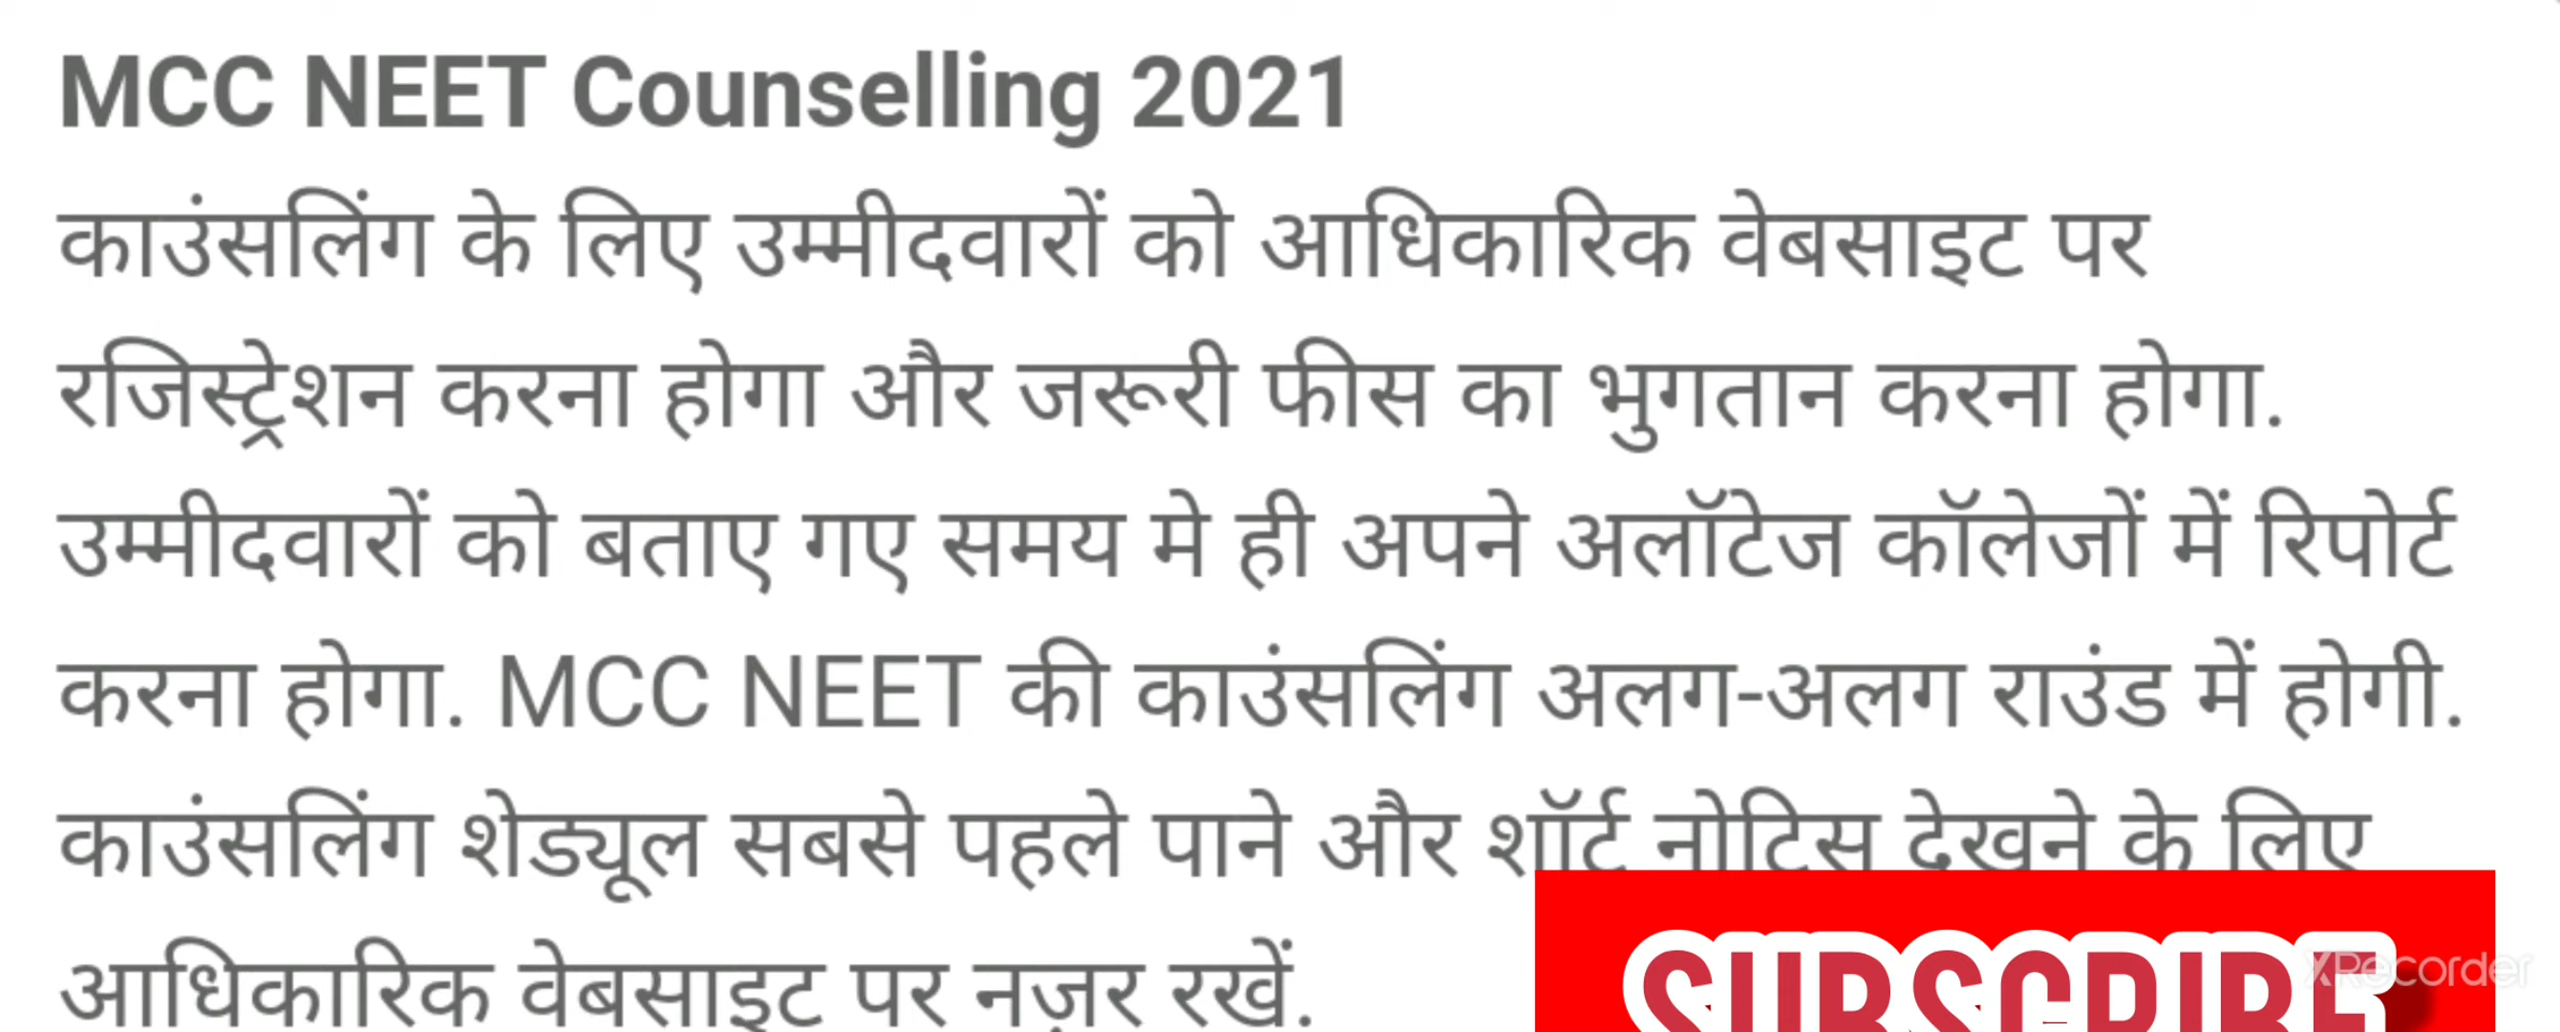 MCC NEET Counselling 2021
काउंसलिंग के लिए उम्मीदवारों को आधिकारिक वेबसाइट पर
रजिस्ट्रेशन करना होगा और जरूरी फीस का भुगतान करना होगा.
उम्मीदवारों को बताए गए समय मे ही अपने अलॉटेज कॉलेजों में रिपोर्ट
करना होगा. MCC NEET की काउंसलिंग अलग-अलग राउंड में होगी.
काउंसलिंग शेड्यूल सबसे पहले पाने और शॉर्ट नोटिस देखने के लिए
आधिकारिक वेबसाइट पर नज़र रखें.
SUBSCRIBE
XRecorder